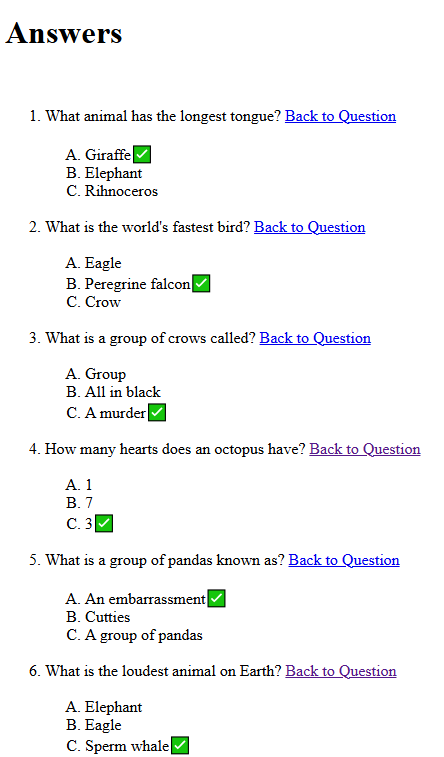 Answers
1. What animal has the longest tongue? Back to Question
A. Giraffe✅
B. Elephant
C. Rihnoceros
2. What is the world's fastest bird? Back to Question
A. Eagle
B. Peregrine falcon✅
C. Crow
3. What is a group of crows called? Back to Question
A. Group
B. All in black
C. A murder✅
4. How many hearts does an octopus have? Back to Question
A. 1
B. 7
C. 3✅
5. What is a group of pandas known as? Back to Question
A. An embarrassment✅
B. Cutties
C. A group of pandas
6. What is the loudest animal on Earth? Back to Question
A. Elephant
B. Eagle
C. Sperm whale✅